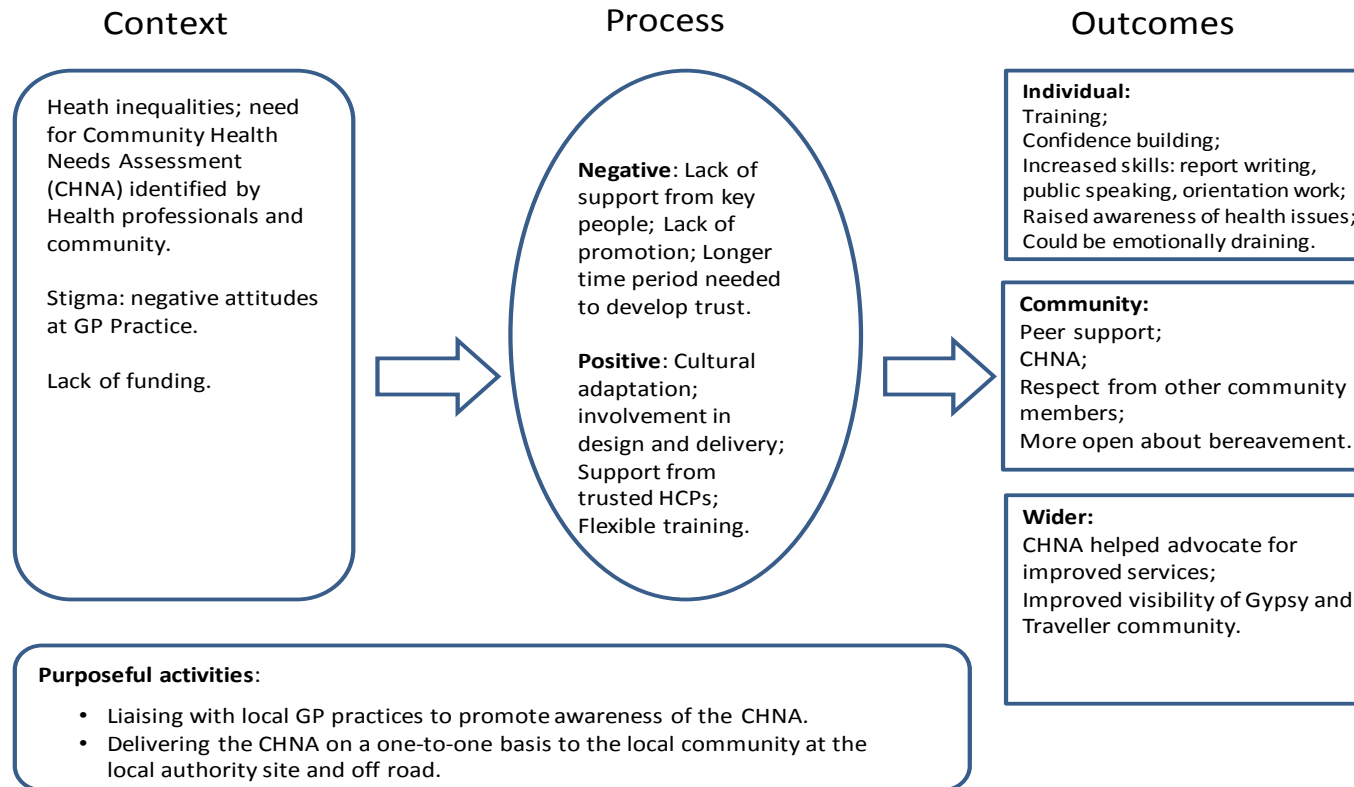 Context
Process
Outcomes
Heath inequalities; need
for Community Health
Needs Assessment
(CHNA) identified by
Health professionals and
community.
Stigma: negative attitudes
at GP Practice.
Lack of funding.
Negative: Lack of
support from key
people; Lack of
promotion; Longer
time period needed
to develop trust.
Positive: Cultural
adaptation;
involvement in
design and delivery;
Support from
trusted HCPs;
Flexible training.
Individual:
Training;
Confidence building;
Increased skills: report writing,
public speaking, orientation work;
Raised awareness of health issues;
Could be emotionally draining.
Community:
Peer support;
CHNA;
Respect from other community
members;
More open about bereavement.
Wider:
CHNA helped advocate for
improved services;
Improved visibility of Gypsy and
Traveller community.
Purposeful activities:
• Liaising with local GP practices to promote awareness of the CHNA.
• Delivering the CHNA on a one-to-one basis to the local community at the
local authority site and off road.